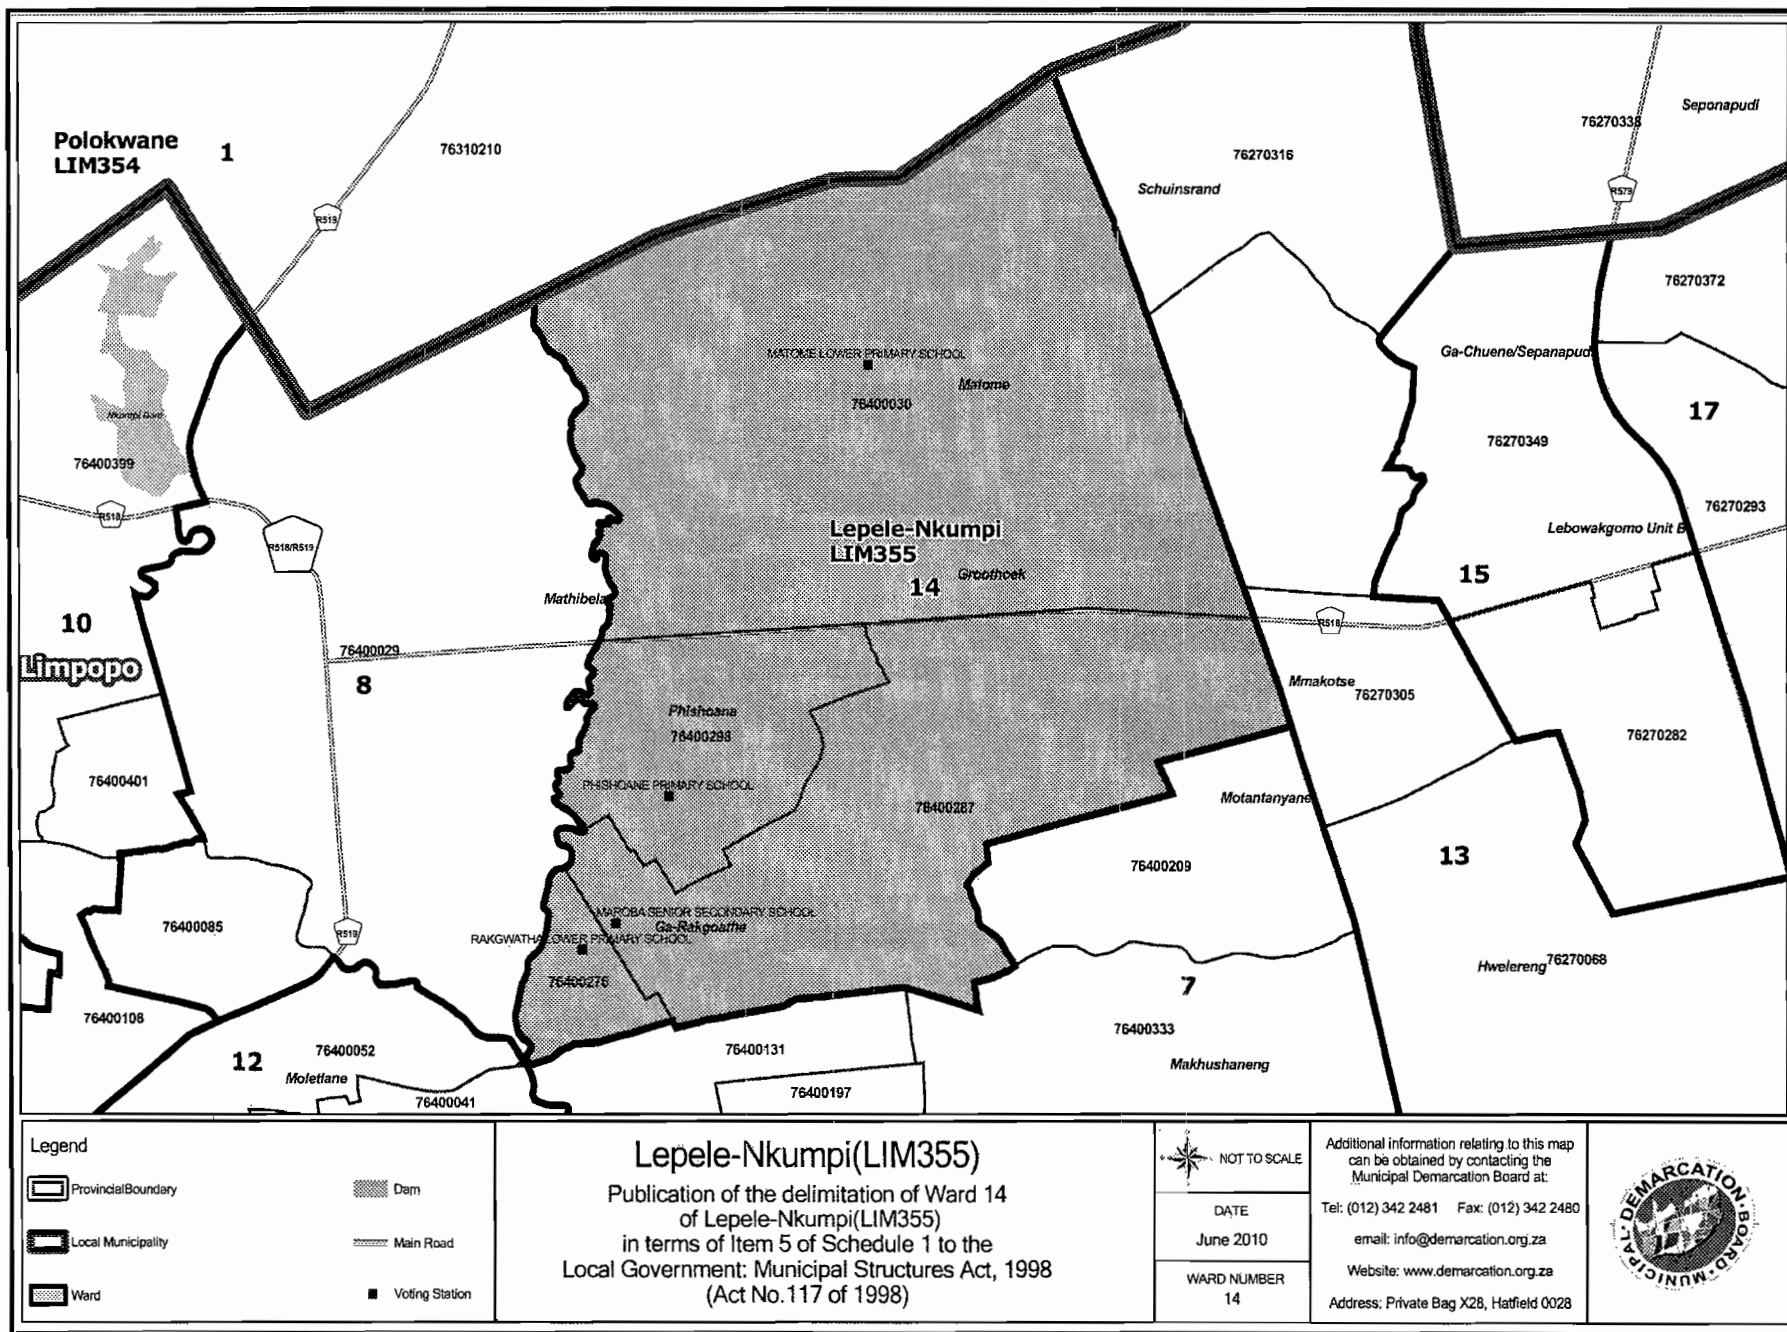 Polokwane
LIM354
1
76310210
R519
76270316
Schuinsrand
76270338
Seponapudi
R579
76270372
Ga-Chuene/Sepanapudi
17
76270349
76270293
Lebowakgomo Unit B
15
Nkumpi Dam
76400399
R518
R518/R519
10
Limpopo
MATOME LOWER PRIMARY SCHOOL
Matome
76400030
Lepele-Nkumpi
LIM355
14
Groothoek
Mathibela
76400029
8
R518
Mmakotse
76270305
76270282
Phishoana
76400298
PHISHOANE PRIMARY SCHOOL
76400287
Motantanyane
76400209
13
76400401
76400085
R519
MAROBA SENIOR SECONDARY SCHOOL
Ga-Rakgoatha
RAKGWATHA LOWER PRIMARY SCHOOL
76400276
Hwelereng
76270068
7
76400333
Makhushaneng
76400108
12
76400052
Moletlane
76400041
76400131
76400197
Legend
ProvincialBoundary
Dam
Local Municipality
Main Road
Ward
Voting Station
Lepele-Nkumpi(LIM355)
Publication of the delimitation of Ward 14
of Lepele-Nkumpi(LIM355)
in terms of Item 5 of Schedule 1 to the
Local Government: Municipal Structures Act, 1998
(Act No.117 of 1998)
NOT TO SCALE
DATE
June 2010
WARD NUMBER
14
Additional information relating to this map
can be obtained by contacting the
Municipal Demarcation Board at:
Tel: (012) 342 2481 Fax: (012) 342 2480
email: info@demarcation.org.za
Website: www.demarcation.org.za
Address: Private Bag X28, Hatfield 0028
MUNICIPAL DEMARCATION BOARD